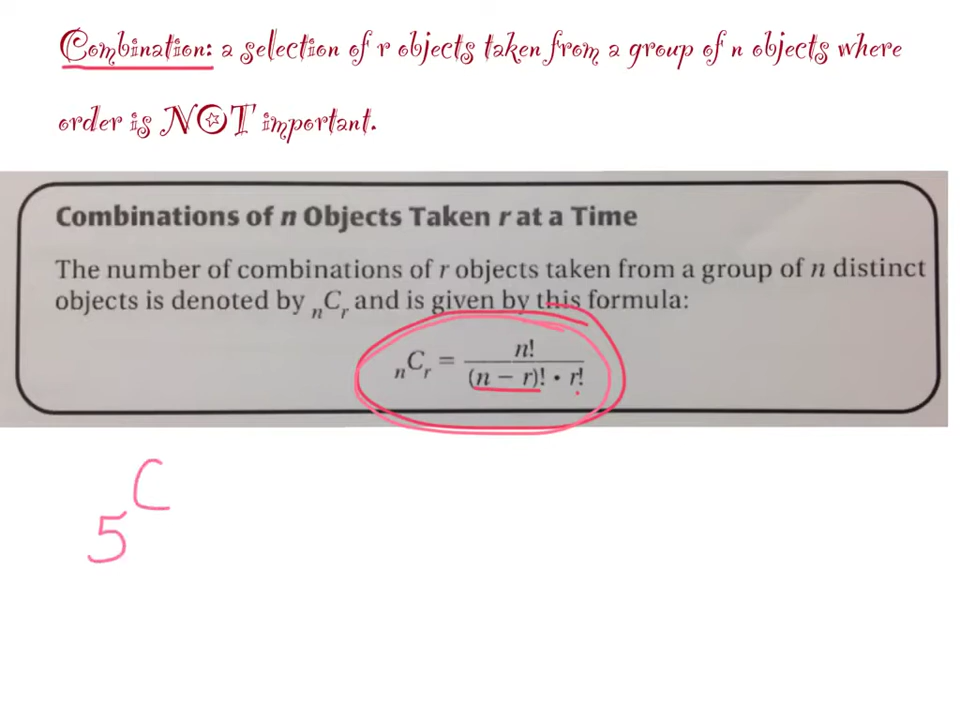 Combination: a selection of r objects taken from a group of n objects where
order is NOT important.
Combinations of n Objects Taken r at a Time
The number of combinations of r objects taken from a group of n distinct
objects is denoted by ₙCᵣ and is given by this formula:
ₙCᵣ = n! / (n − r)! · r!
₅C